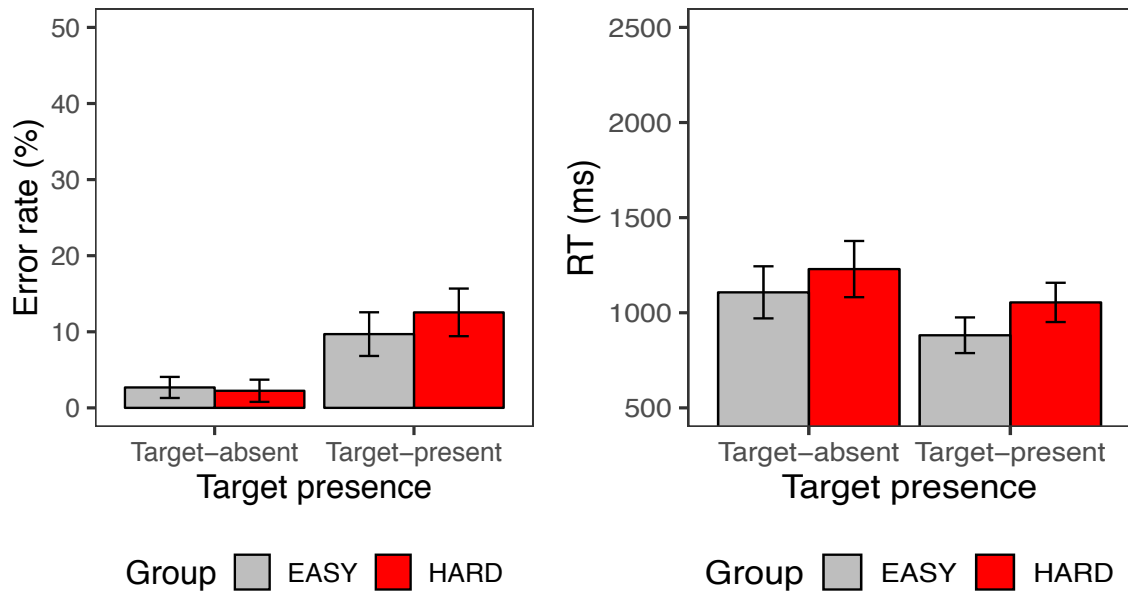 50
40
30
20
10
0
Error rate (%)
Target–absent Target–present
Target presence
Group EASY HARD
2500
2000
1500
1000
500
RT (ms)
Target–absent Target–present
Target presence
Group EASY HARD